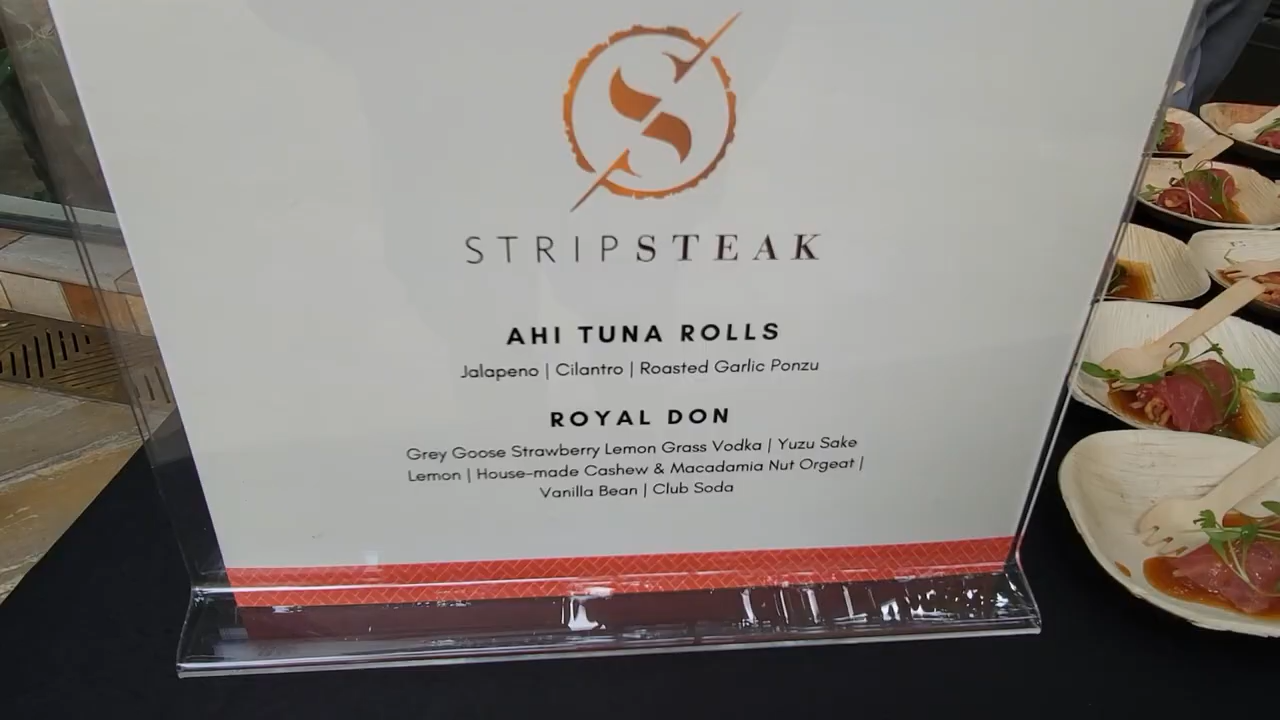 S
STRIPSTEAK
AHI TUNA ROLLS
Jalapeno | Cilantro | Roasted Garlic Ponzu
ROYAL DON
Grey Goose Strawberry Lemon Grass Vodka | Yuzu Sake
Lemon | House-made Cashew & Macadamia Nut Orgeat |
Vanilla Bean | Club Soda